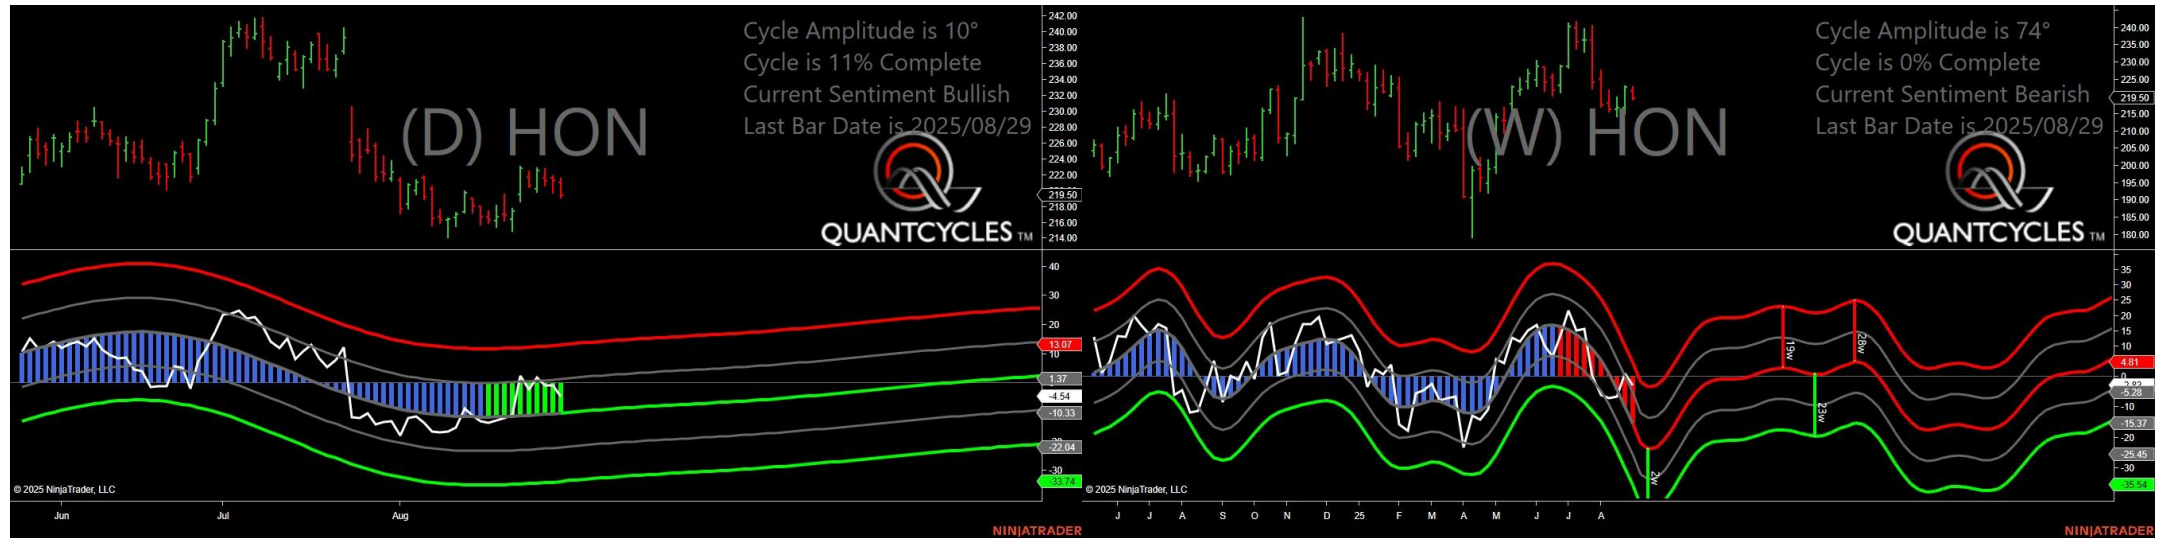 Cycle Amplitude is 10°
Cycle is 11% Complete
Current Sentiment Bullish
Last Bar Date is 2025/08/29
(D) HON
QUANTCYCLES TM
242.00
240.00
238.00
236.00
234.00
232.00
230.00
228.00
226.00
224.00
222.00
219.50
218.00
216.00
214.00
40
30
20
13.07
10
1.37
-4.54
-10.33
-22.04
-30
-33.74
© 2025 NinjaTrader, LLC
Jun
Jul
Aug
NINJATRADER
Cycle Amplitude is 74°
Cycle is 0% Complete
Current Sentiment Bearish
Last Bar Date is 2025/08/29
(W) HON
QUANTCYCLES TM
240.00
235.00
230.00
225.00
219.50
215.00
210.00
205.00
200.00
195.00
190.00
185.00
180.00
19w
28w
23w
35
30
25
20
15
10
4.81
0
-5.28
-10
-15.37
-20
-25.45
-30
-35.54
© 2025 NinjaTrader, LLC
J
J
A
S
O
N
D
25
F
M
A
M
J
J
A
NINJATRADER